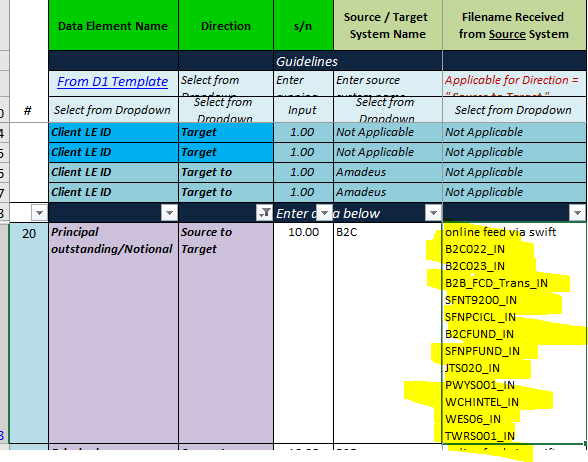 Data Element Name
Direction
s/n
Source / Target
System Name
Filename Received
from Source System
Guidelines
From D1 Template
Select from
Enter
Enter source
Applicable for Direction =
# Select from Dropdown
Select from
Dropdown
Input
Select from
Dropdown
Select from Dropdown
Client LE ID Target 1.00 Not Applicable Not Applicable
Client LE ID Target 1.00 Not Applicable Not Applicable
Client LE ID Target to 1.00 Amadeus Not Applicable
Client LE ID Target to 1.00 Amadeus Not Applicable
below
20
Principal
outstanding/Notional
Source to
Target
10.00
B2C
online feed via swift
B2C022_IN
B2C023_IN
B2B_FCD_Trans_IN
SFNT9200_IN
SFNPCICL_IN
B2CFUND_IN
SFNPFUND_IN
JTS020_IN
PWYS001_IN
WCHINTEL_IN
WES06_IN
TWRS001_IN